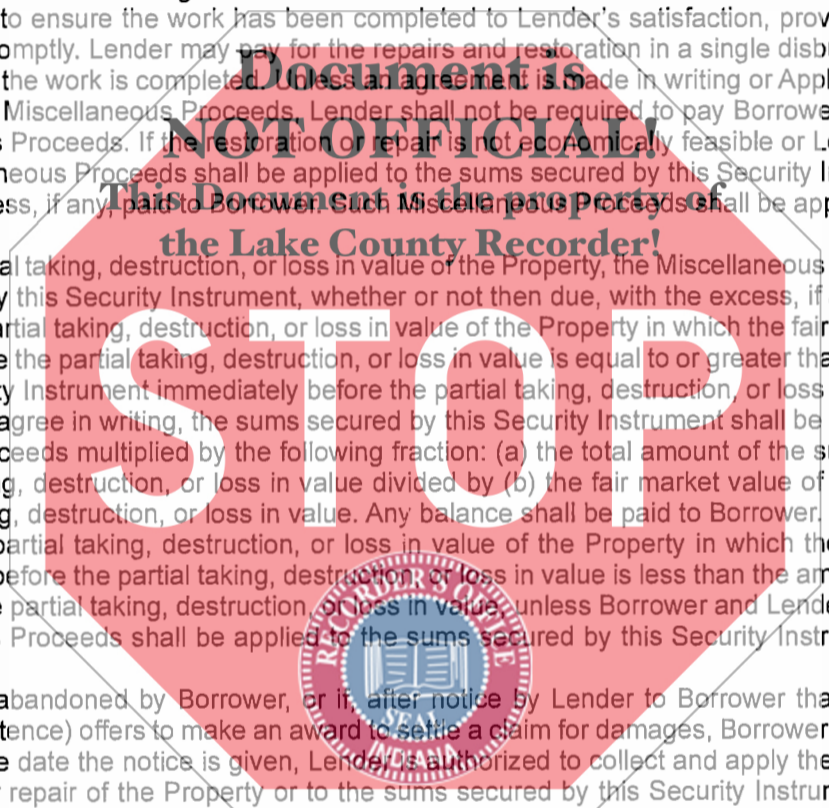 to ensure the work has been completed to Lender's satisfaction, prov
omptly. Lender may pay for the repairs and restoration in a single disb
Document is
the work is completed. Unless an agreement is made in writing or Appl
Miscellaneous Proceeds, Lender shall not be required to pay Borrowe
NOT OFFICIAL!
s Proceeds. If the restoration or repair is not economically feasible or L
neous Proceeds shall be applied to the sums secured by this Security I
This Document is the property of
ess, if any, paid to Borrower. Such Miscellaneous Proceeds shall be app
the Lake County Recorder!
al taking, destruction, or loss in value of the Property, the Miscellaneous
y this Security Instrument, whether or not then due, with the excess, if
artial taking, destruction, or loss in value of the Property in which the fair
e the partial taking, destruction, or loss in value is equal to or greater tha
ty Instrument immediately before the partial taking, destruction, or loss
STOP
agree in writing, the sums secured by this Security Instrument shall be
ceeds multiplied by the following fraction: (a) the total amount of the s
g, destruction, or loss in value divided by (b) the fair market value of
g, destruction, or loss in value. Any balance shall be paid to Borrower.
partial taking, destruction, or loss in value of the Property in which the
efore the partial taking, destruction, or loss in value is less than the am
e partial taking, destruction, or loss in value, unless Borrower and Lende
Proceeds shall be applied to the sums secured by this Security Instr
RECORDER'S OFFICE
abandoned by Borrower, or if, after notice by Lender to Borrower tha
SEAL
tence) offers to make an award to settle a claim for damages, Borrower
INDIANA
e date the notice is given, Lender is authorized to collect and apply the
repair of the Property or to the sums secured by this Security Instrur